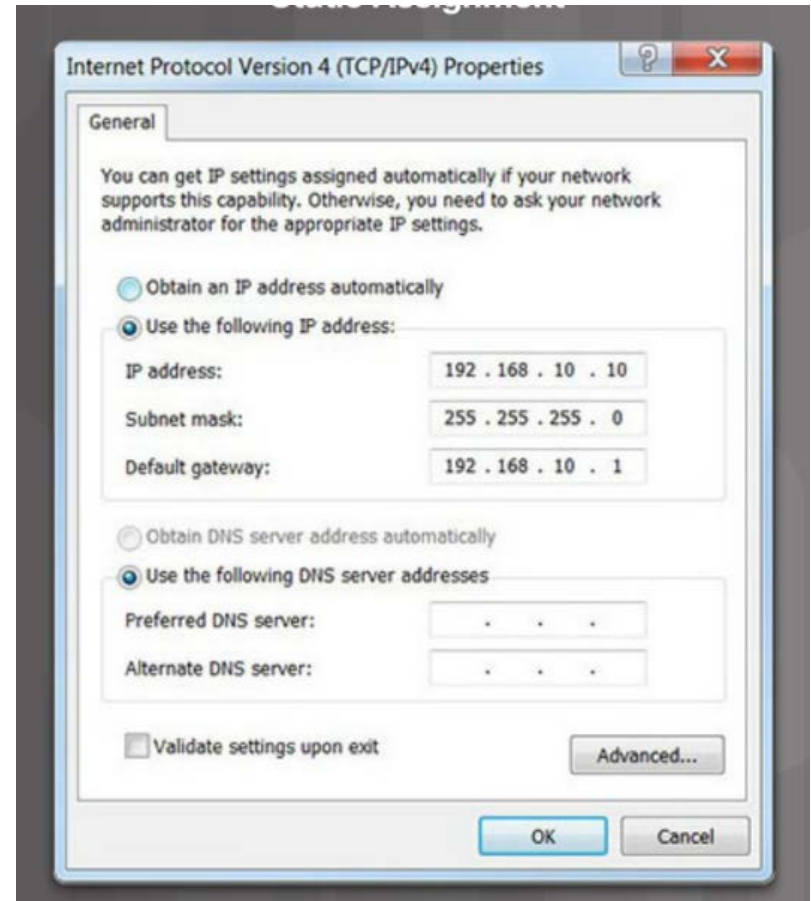 Internet Protocol Version 4 (TCP/IPv4) Properties
General
You can get IP settings assigned automatically if your network
supports this capability. Otherwise, you need to ask your network
administrator for the appropriate IP settings.
Obtain an IP address automatically
Use the following IP address:
IP address: 192 . 168 . 10 . 10
Subnet mask: 255 . 255 . 255 . 0
Default gateway: 192 . 168 . 10 . 1
Obtain DNS server address automatically
Use the following DNS server addresses
Preferred DNS server: . . .
Alternate DNS server: . . .
Validate settings upon exit
Advanced...
OK Cancel